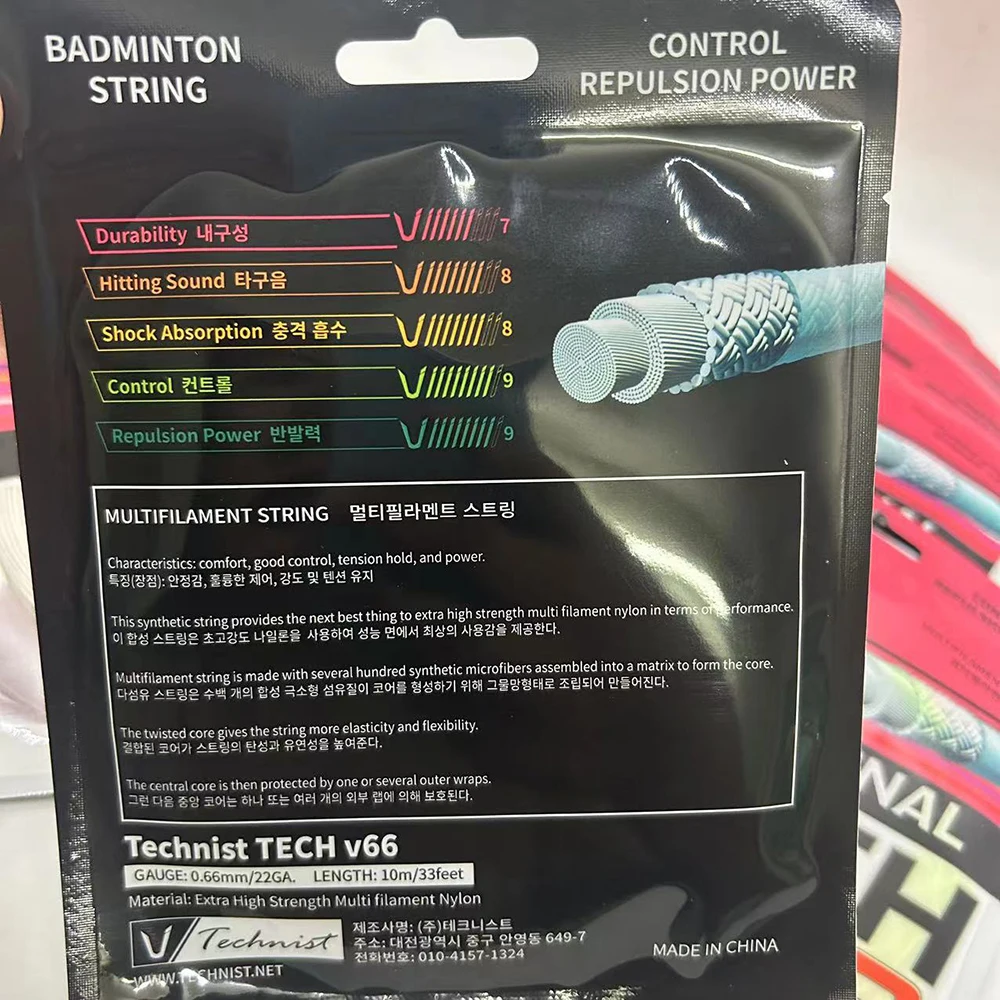 BADMINTON
STRING
CONTROL
REPULSION POWER
Durability 내구성 7
Hitting Sound 타구음 8
Shock Absorption 충격 흡수 8
Control 컨트롤 9
Repulsion Power 반발력 9
MULTIFILAMENT STRING 멀티필라멘트 스트링
Characteristics: comfort, good control, tension hold, and power.
특징(장점): 안정감, 훌륭한 제어, 강도 및 텐션 유지
This synthetic string provides the next best thing to extra high strength multi filament nylon in terms of performance.
이 합성 스트링은 초고강도 나일론을 사용하여 성능 면에서 최상의 사용감을 제공한다.
Multifilament string is made with several hundred synthetic microfibers assembled into a matrix to form the core.
다섬유 스트링은 수백 개의 합성 극소형 섬유질이 코어를 형성하기 위해 그물망형태로 조립되어 만들어진다.
The twisted core gives the string more elasticity and flexibility.
결합된 코어가 스트링의 탄성과 유연성을 높여준다.
The central core is then protected by one or several outer wraps.
그런 다음 중앙 코어는 하나 또는 여러 개의 외부 랩에 의해 보호된다.
Technist TECH v66
GAUGE: 0.66mm/22GA. LENGTH: 10m/33feet
Material: Extra High Strength Multi filament Nylon
Technist
WWW.TECHNIST.NET
제조사명: (주)테크니스트
주소: 대전광역시 중구 안영동 649-7
전화번호: 010-4157-1324
MADE IN CHINA
NAL
H